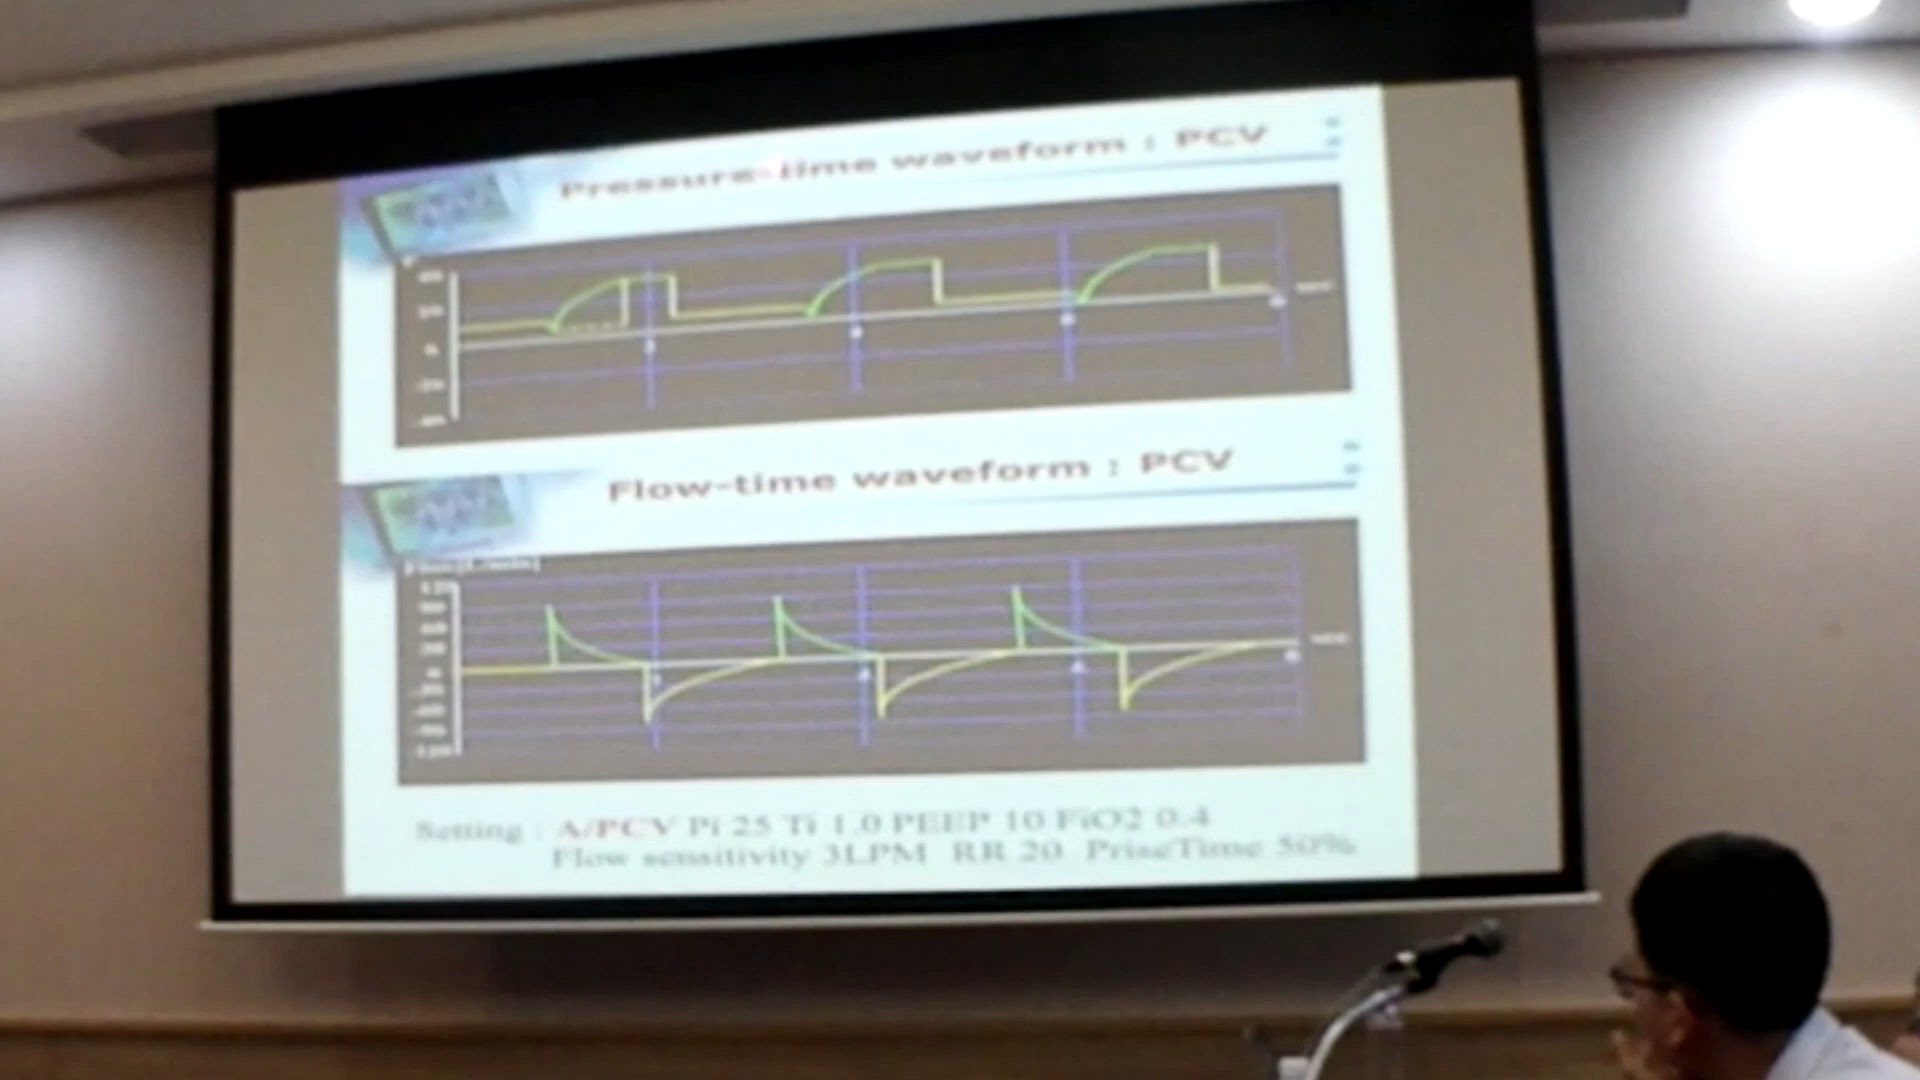 Pressure-time waveform : PCV
Flow-time waveform : PCV
Setting : A/PCV Pi 25 Ti 1.0 PEEP 10 FiO2 0.4
Flow sensitivity 3LPM RR 20 PriseTime 50%